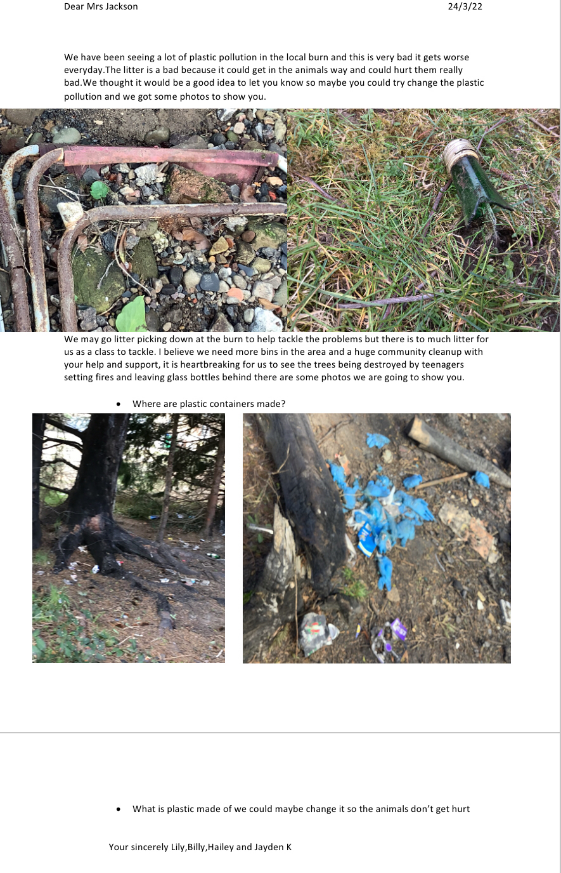 Dear Mrs Jackson 24/3/22
We have been seeing a lot of plastic pollution in the local burn and this is very bad it gets worse
everyday.The litter is a bad because it could get in the animals way and could hurt them really
bad.We thought it would be a good idea to let you know so maybe you could try change the plastic
pollution and we got some photos to show you.
We may go litter picking down at the burn to help tackle the problems but there is to much litter for
us as a class to tackle. I believe we need more bins in the area and a huge community cleanup with
your help and support, it is heartbreaking for us to see the trees being destroyed by teenagers
setting fires and leaving glass bottles behind there are some photos we are going to show you.
• Where are plastic containers made?
• What is plastic made of we could maybe change it so the animals don’t get hurt
Your sincerely Lily,Billy,Hailey and Jayden K